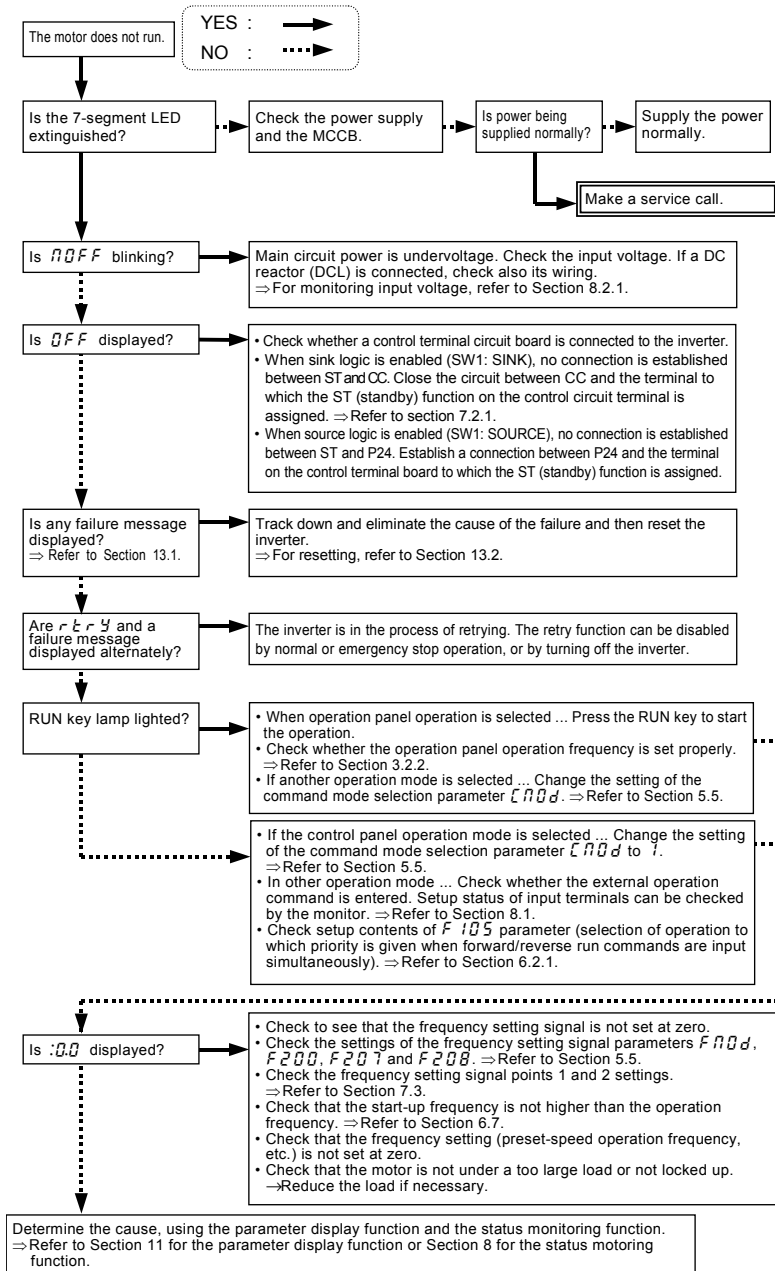 YES :
The motor does not run.
NO :
Is the 7-segment LED
extinguished?
Check the power supply
and the MCCB.
Is power being
supplied normally?
Supply the power
normally.
Make a service call.
Is MOFF blinking?
Main circuit power is undervoltage. Check the input voltage. If a DC
reactor (DCL) is connected, check also its wiring.
⇒ For monitoring input voltage, refer to Section 8.2.1.
Is OFF displayed?
• Check whether a control terminal circuit board is connected to the inverter.
• When sink logic is enabled (SW1: SINK), no connection is established
between ST and CC. Close the circuit between CC and the terminal to
which the ST (standby) function on the control circuit terminal is
assigned. ⇒ Refer to section 7.2.1.
• When source logic is enabled (SW1: SOURCE), no connection is established
between ST and P24. Establish a connection between P24 and the terminal
on the control terminal board to which the ST (standby) function is assigned.
Is any failure message
displayed?
⇒ Refer to Section 13.1.
Track down and eliminate the cause of the failure and then reset the
inverter.
⇒ For resetting, refer to Section 13.2.
Are rtry and a
failure message
displayed alternately?
The inverter is in the process of retrying. The retry function can be disabled
by normal or emergency stop operation, or by turning off the inverter.
RUN key lamp lighted?
• When operation panel operation is selected ... Press the RUN key to start
the operation.
• Check whether the operation panel operation frequency is set properly.
⇒ Refer to Section 3.2.2.
• If another operation mode is selected ... Change the setting of the
command mode selection parameter CMOd. ⇒ Refer to Section 5.5.
• If the control panel operation mode is selected ... Change the setting
of the command mode selection parameter CMOd to 1.
⇒ Refer to Section 5.5.
• In other operation mode ... Check whether the external operation
command is entered. Setup status of input terminals can be checked
by the monitor. ⇒ Refer to Section 8.1.
• Check setup contents of F105 parameter (selection of operation to
which priority is given when forward/reverse run commands are input
simultaneously). ⇒ Refer to Section 6.2.1.
Is :0.0 displayed?
• Check to see that the frequency setting signal is not set at zero.
• Check the settings of the frequency setting signal parameters FMOd,
F200, F207 and F208. ⇒ Refer to Section 5.5.
• Check the frequency setting signal points 1 and 2 settings.
⇒ Refer to Section 7.3.
• Check that the start-up frequency is not higher than the operation
frequency. ⇒ Refer to Section 6.7.
• Check that the frequency setting (preset-speed operation frequency,
etc.) is not set at zero.
• Check that the motor is not under a too large load or not locked up.
→ Reduce the load if necessary.
Determine the cause, using the parameter display function and the status monitoring function.
⇒ Refer to Section 11 for the parameter display function or Section 8 for the status motoring
function.